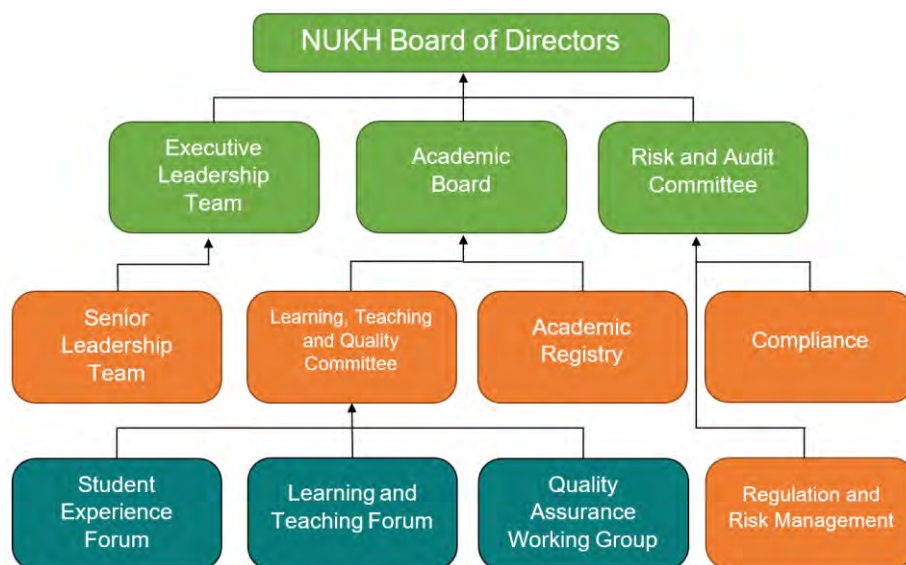 NUKH Board of Directors
Executive
Leadership
Team
Academic
Board
Risk and Audit
Committee
Senior
Leadership
Team
Learning, Teaching
and Quality
Committee
Academic
Registry
Compliance
Student
Experience
Forum
Learning and
Teaching Forum
Quality
Assurance
Working Group
Regulation and
Risk Management